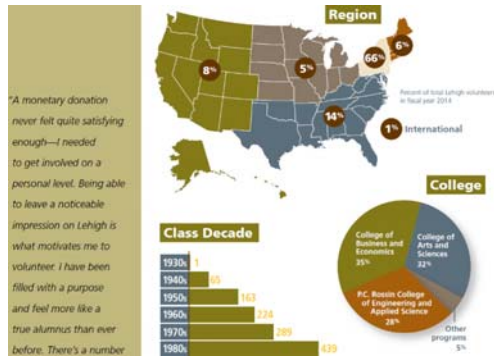 "A monetary donation
never felt quite satisfying
enough—I needed
to get involved on a
personal level. Being able
to leave a noticeable
impression on Lehigh is
what motivates me to
volunteer. I have been
filled with a purpose
and feel more like a
true alumnus than ever
before. There's a number
Region
8%
5%
66%
6%
14%
Percent of total Lehigh volunteers
in fiscal year 2014
1% International
Class Decade
1930s 1
1940s 65
1950s 163
1960s 224
1970s 289
1980s 439
College
College of
Business and
Economics
35%
College of
Arts and
Sciences
32%
P.C. Rossin College
of Engineering and
Applied Science
28%
Other
programs
5%